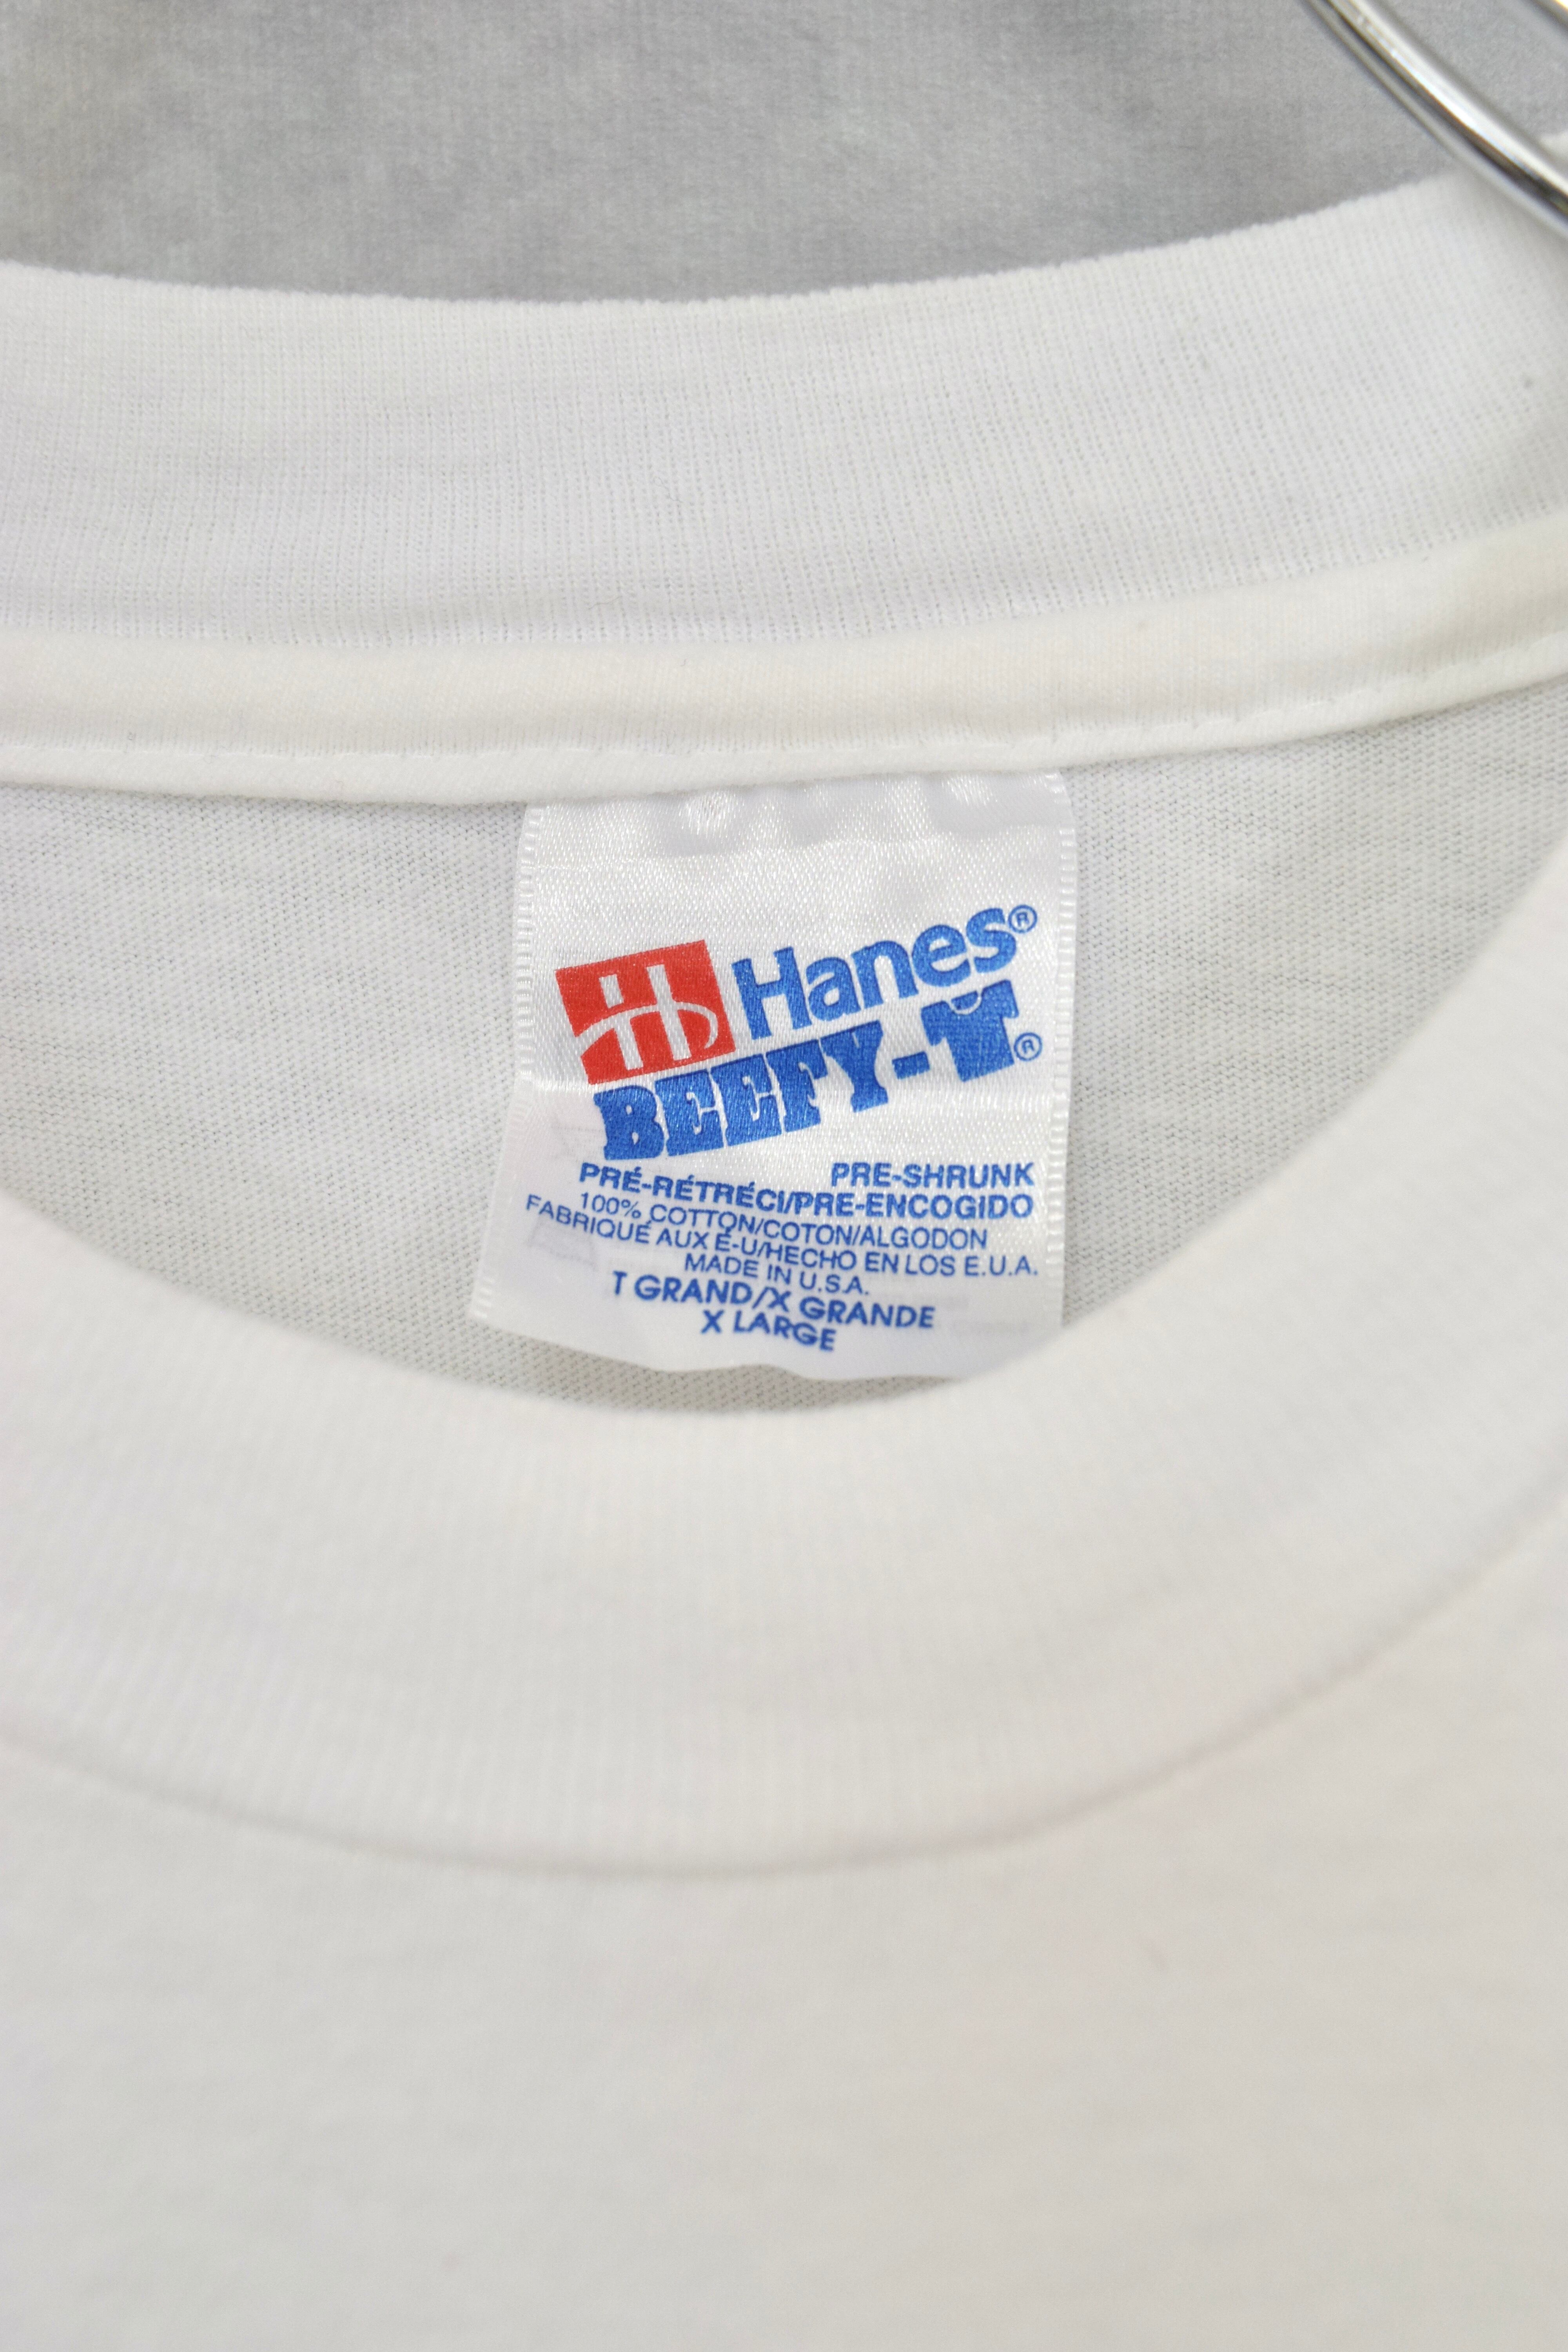 H Hanes®
BEEFY-T®
PRE-SHRUNK
PRÉ-RÉTRÉCI/PRE-ENCOGIDO
100% COTTON/COTON/ALGODON
FABRIQUÉ AUX É-U/HECHO EN LOS E.U.A.
MADE IN U.S.A.
T GRAND/X GRANDE
X LARGE